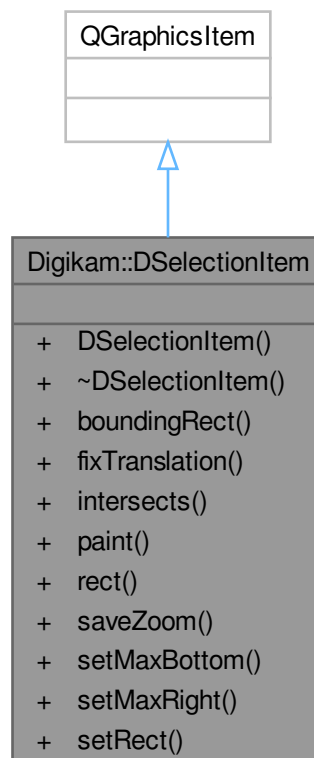 QGraphicsItem
Digikam::DSelectionItem
+ DSelectionItem()
+ ~DSelectionItem()
+ boundingRect()
+ fixTranslation()
+ intersects()
+ paint()
+ rect()
+ saveZoom()
+ setMaxBottom()
+ setMaxRight()
+ setRect()